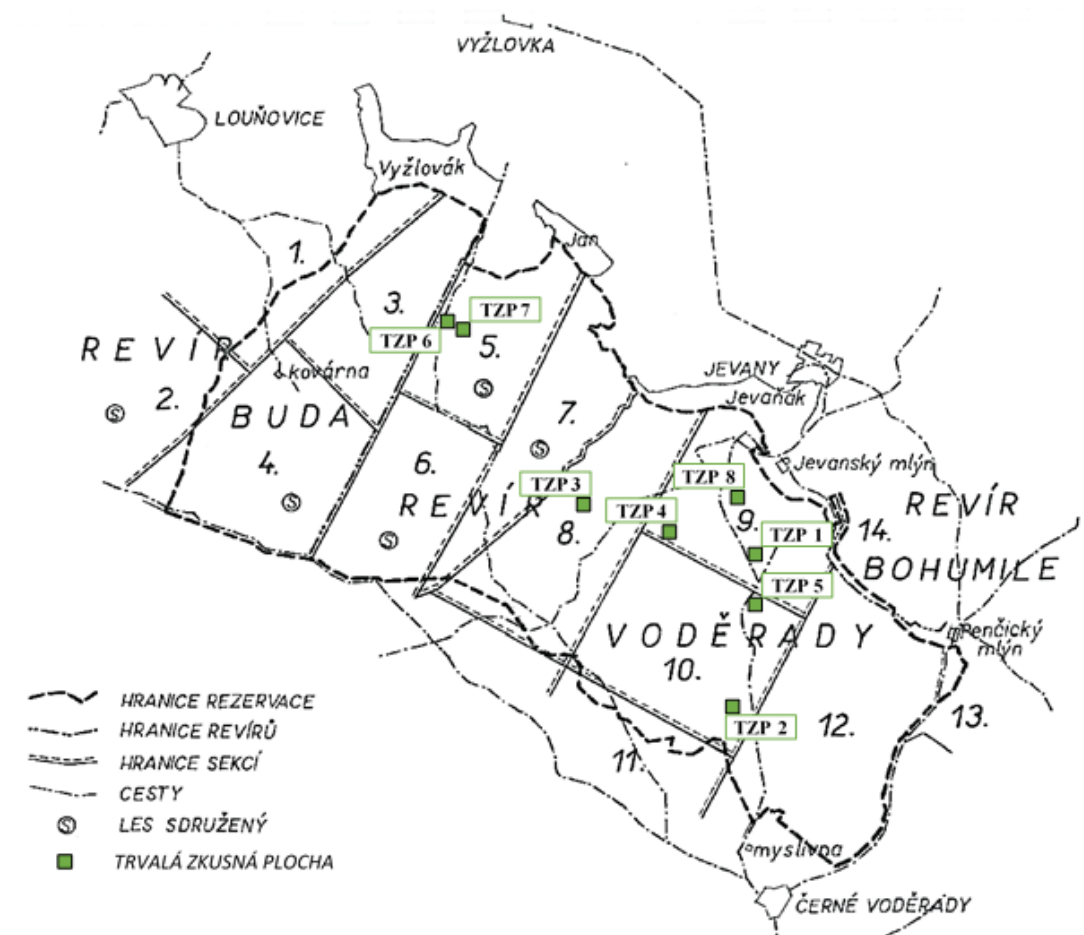 VYŽLOVKA
LOUŇOVICE
Vyžlovák
Jan
1.
3.
TZP 7
TZP 6
5.
REVÍR
kovárna
2.
BUDA
JEVANY
Jevaňák
7.
4.
6.
Jevanský mlýn
TZP 3
TZP 8
REVÍR
REVÍR
TZP 4
9.
8.
TZP 1
14.
BOHUMILE
TZP 5
VODĚRADY
Penčický
mlýn
10.
TZP 2
12.
13.
11.
HRANICE REZERVACE
HRANICE REVÍRŮ
HRANICE SEKCÍ
CESTY
S LES SDRUŽENÝ
TRVALÁ ZKUSNÁ PLOCHA
myslivna
ČERNÉ VODĚRADY